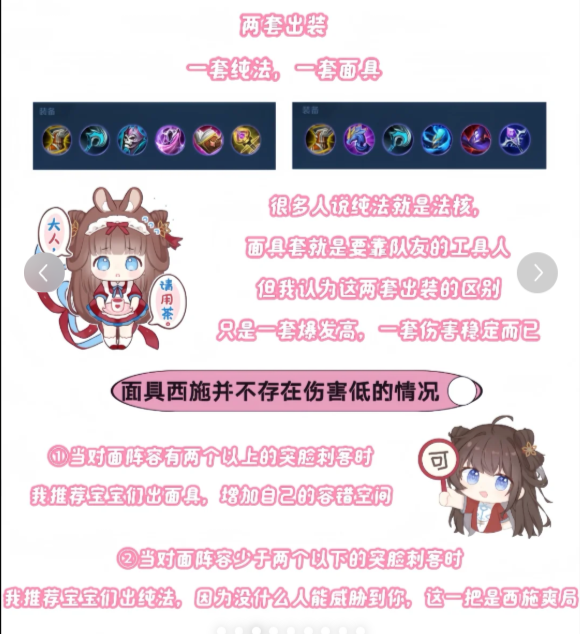 两套出装
一套纯法，一套面具
装备
装备
很多人说纯法就是法核，
面具套就是要靠队友的工具人
但我认为这两套出装的区别
只是一套爆发高，一套伤害稳定而已
大人，
请用茶。
面具西施并不存在伤害低的情况
①当对面阵容有两个以上的突脸刺客时
我推荐宝宝们出面具，增加自己的容错空间
可
②当对面阵容少于两个以下的突脸刺客时
我推荐宝宝们出纯法，因为没什么人能威胁到你，这一把是西施爽局